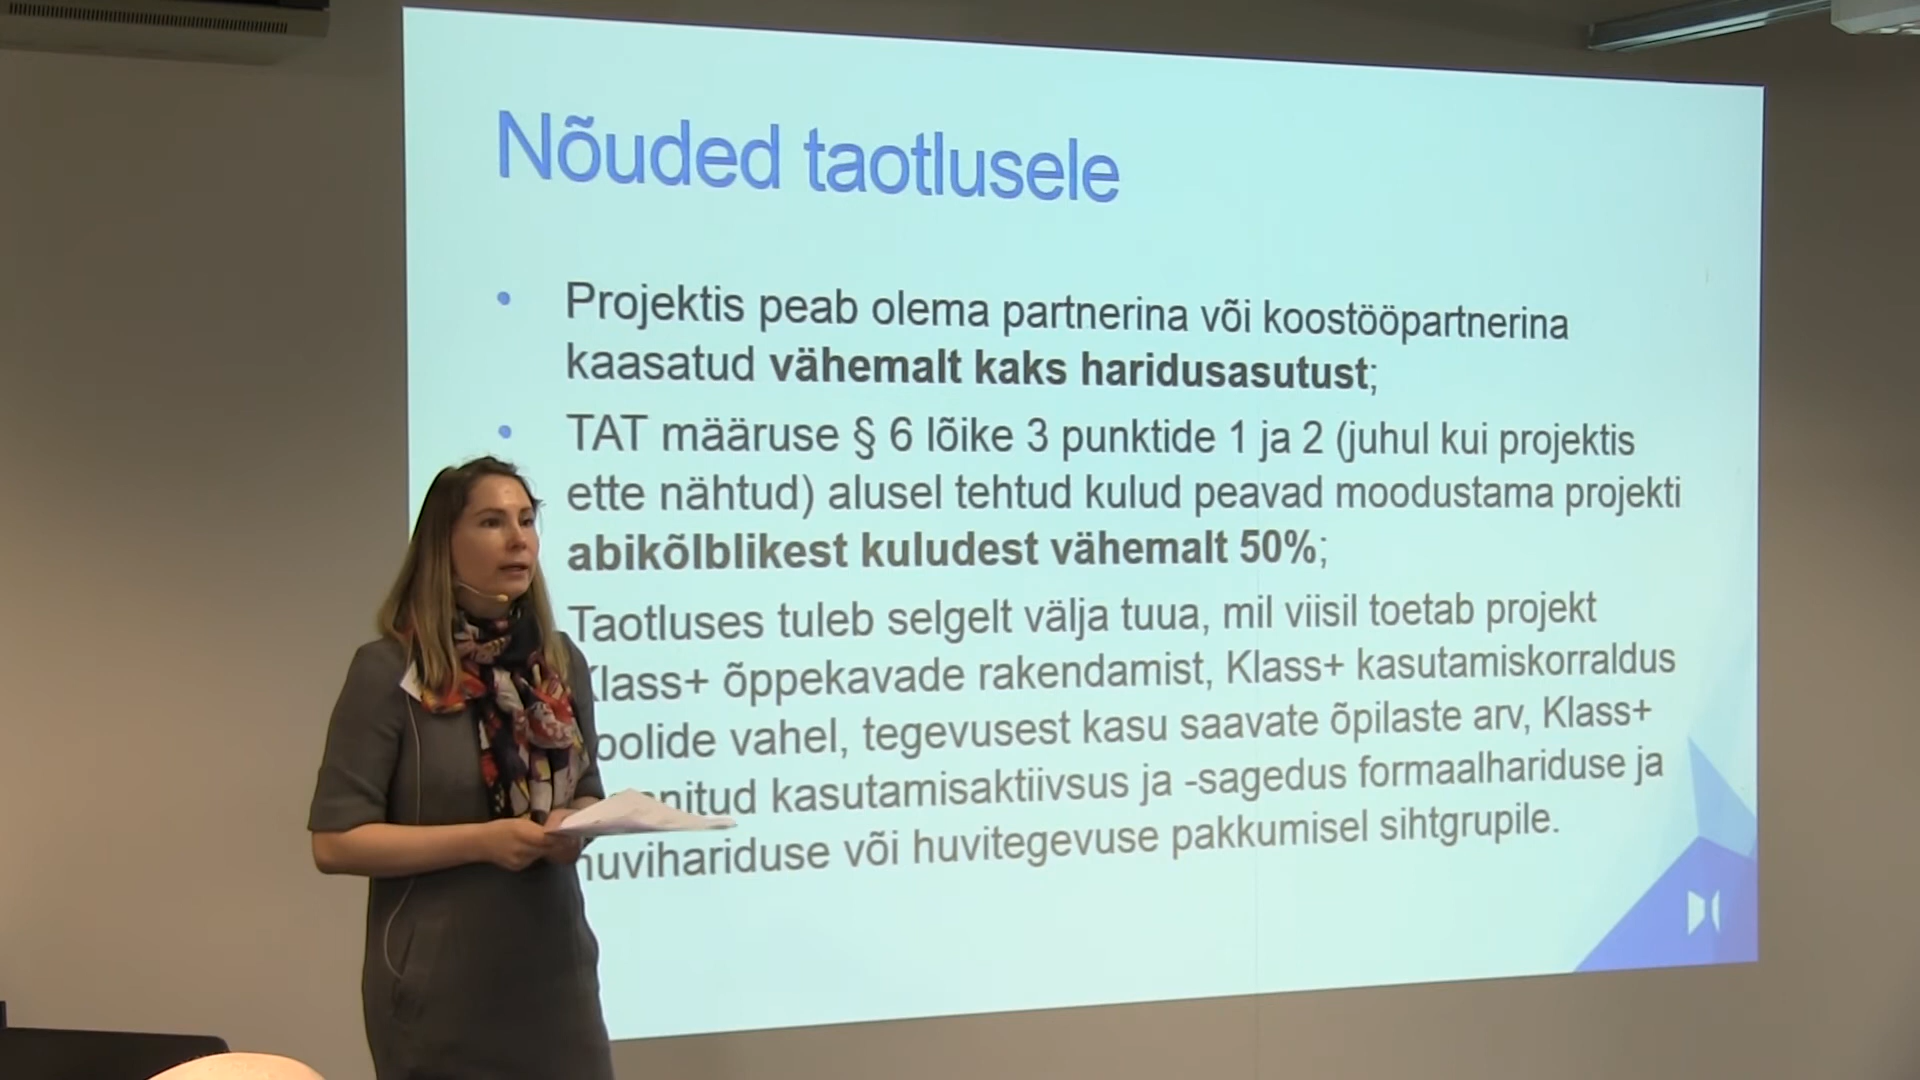 Nõuded taotlusele
• Projektis peab olema partnerina või koostööpartnerina
kaasatud vähemalt kaks haridusasutust;
• TAT määruse § 6 lõike 3 punktide 1 ja 2 (juhul kui projektis
ette nähtud) alusel tehtud kulud peavad moodustama projekti
abikõlblikest kuludest vähemalt 50%;
Taotluses tuleb selgelt välja tuua, mil viisil toetab projekt
Klass+ õppekavade rakendamist, Klass+ kasutamiskorraldus
vahel, tegevusest kasu saavate õpilaste arv, Klass+
kasutamisaktiivsus ja -sagedus formaalhariduse ja
huvihariduse või huvitegevuse pakkumisel sihtgrupile.